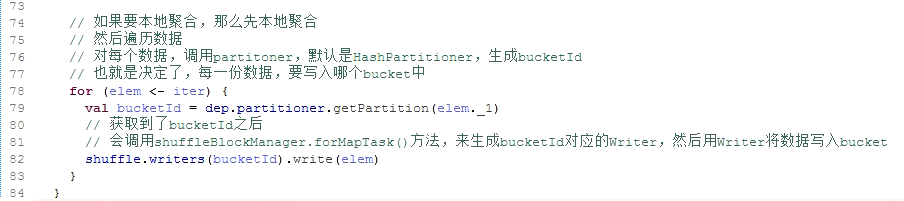 73
74 // 如果要本地聚合，那么先本地聚合
75 // 然后遍历数据
76 // 对每个数据，调用partitoner，默认是HashPartitioner，生成bucketId
77 // 也就是决定了，每一份数据，要写入哪个bucket中
78 for (elem <- iter) {
79 val bucketId = dep.partitioner.getPartition(elem._1)
80 // 获取到了bucketId之后
81 // 会调用shuffleBlockManager.forMapTask()方法，来生成bucketId对应的Writer，然后用Writer将数据写入bucket
82 shuffle.writers(bucketId).write(elem)
83 }
84 }